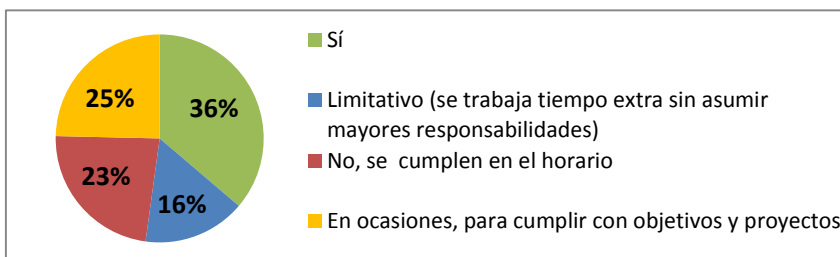 Sí
36%
25%
Limitativo (se trabaja tiempo extra sin asumir
mayores responsabilidades)
23%
No, se cumplen en el horario
16%
En ocasiones, para cumplir con objetivos y proyectos